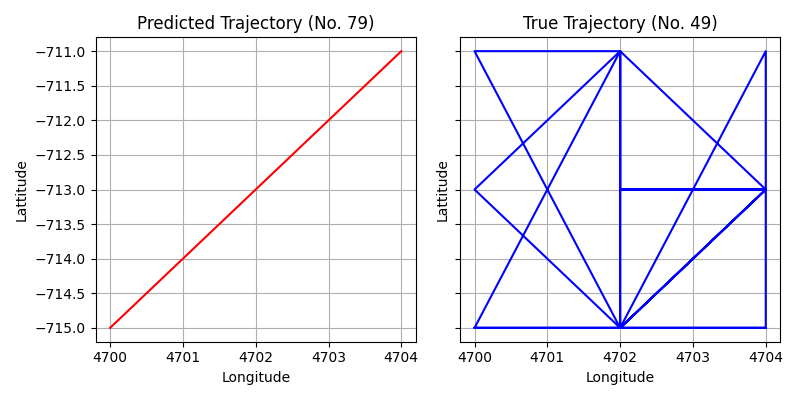 Predicted Trajectory (No. 79)
True Trajectory (No. 49)
−711.0
−711.5
−712.0
−712.5
−713.0
−713.5
−714.0
−714.5
−715.0
Lattitude
Lattitude
4700 4701 4702 4703 4704
4700 4701 4702 4703 4704
Longitude
Longitude